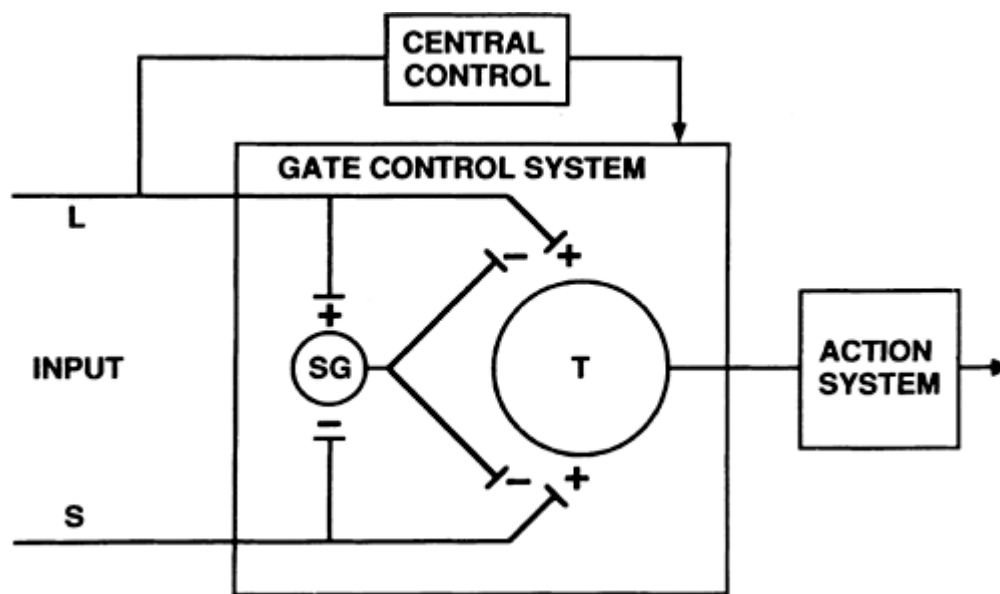 CENTRAL
CONTROL
GATE CONTROL SYSTEM
L
- +
+
INPUT
SG
T
ACTION
SYSTEM
-
- +
S